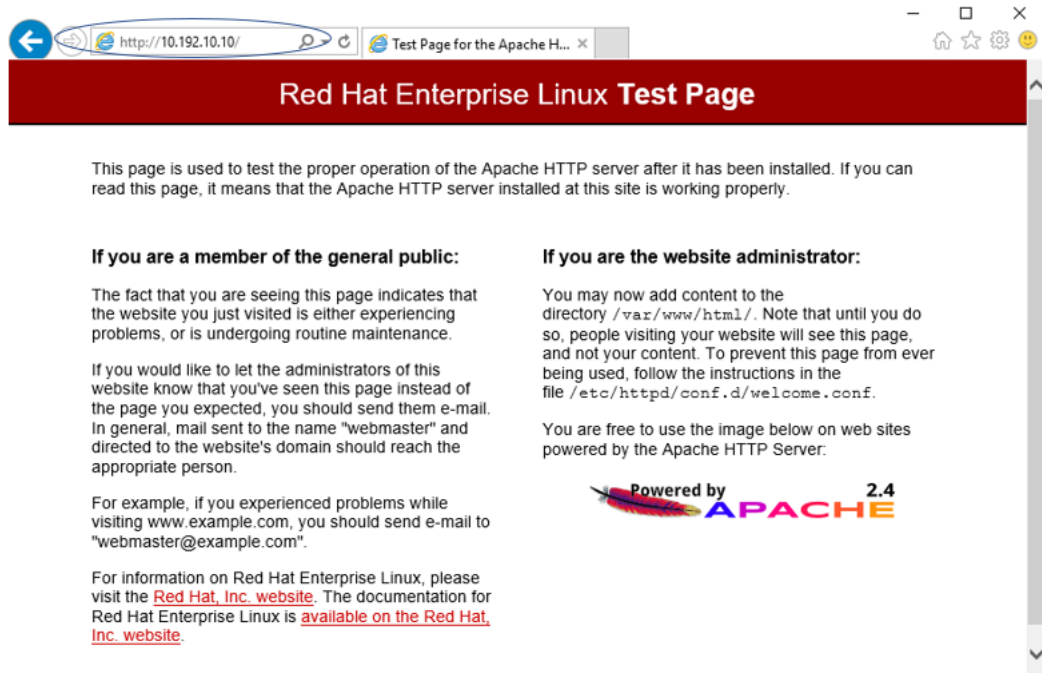 http://10.192.10.10/
Test Page for the Apache H...
Red Hat Enterprise Linux Test Page
This page is used to test the proper operation of the Apache HTTP server after it has been installed. If you can
read this page, it means that the Apache HTTP server installed at this site is working properly.
If you are a member of the general public:
The fact that you are seeing this page indicates that
the website you just visited is either experiencing
problems, or is undergoing routine maintenance.
If you would like to let the administrators of this
website know that you've seen this page instead of
the page you expected, you should send them e-mail.
In general, mail sent to the name "webmaster" and
directed to the website's domain should reach the
appropriate person.
For example, if you experienced problems while
visiting www.example.com, you should send e-mail to
"webmaster@example.com".
For information on Red Hat Enterprise Linux, please
visit the Red Hat, Inc. website. The documentation for
Red Hat Enterprise Linux is available on the Red Hat,
Inc. website.
If you are the website administrator:
You may now add content to the
directory /var/www/html/. Note that until you do
so, people visiting your website will see this page,
and not your content. To prevent this page from ever
being used, follow the instructions in the
file /etc/httpd/conf.d/welcome.conf.
You are free to use the image below on web sites
powered by the Apache HTTP Server:
Powered by 2.4
APACHE